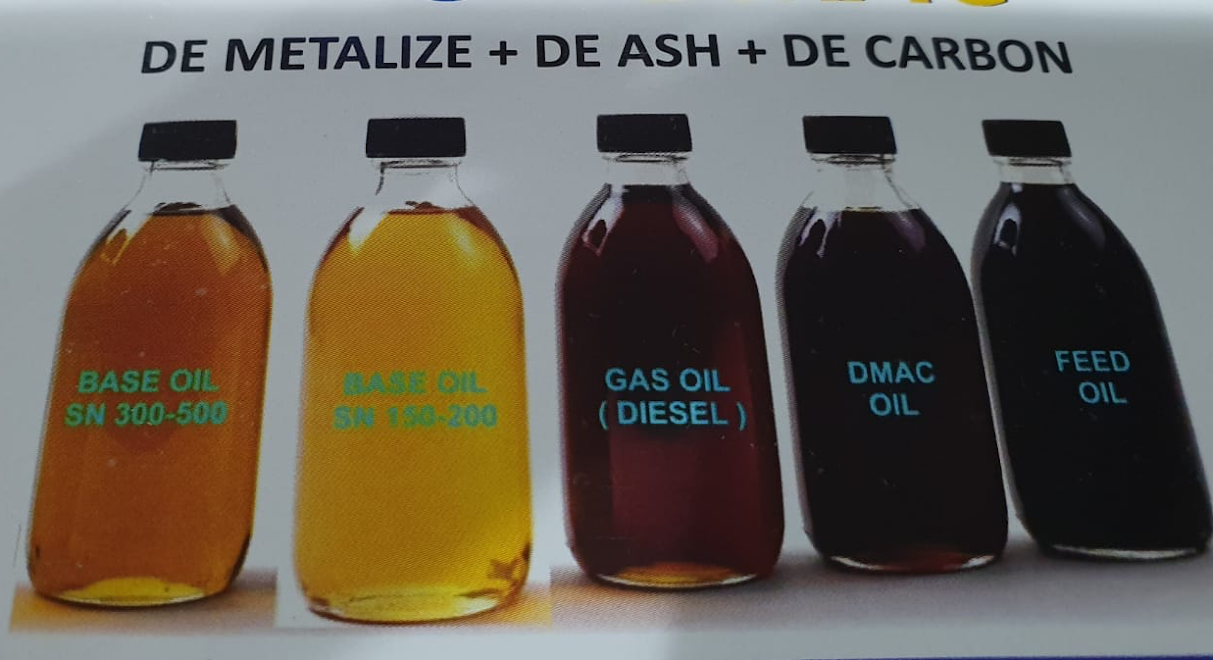 DE METALIZE + DE ASH + DE CARBON
BASE OIL
SN 300-500
BASE OIL
SN 150-200
GAS OIL
( DIESEL )
DMAC
OIL
FEED
OIL